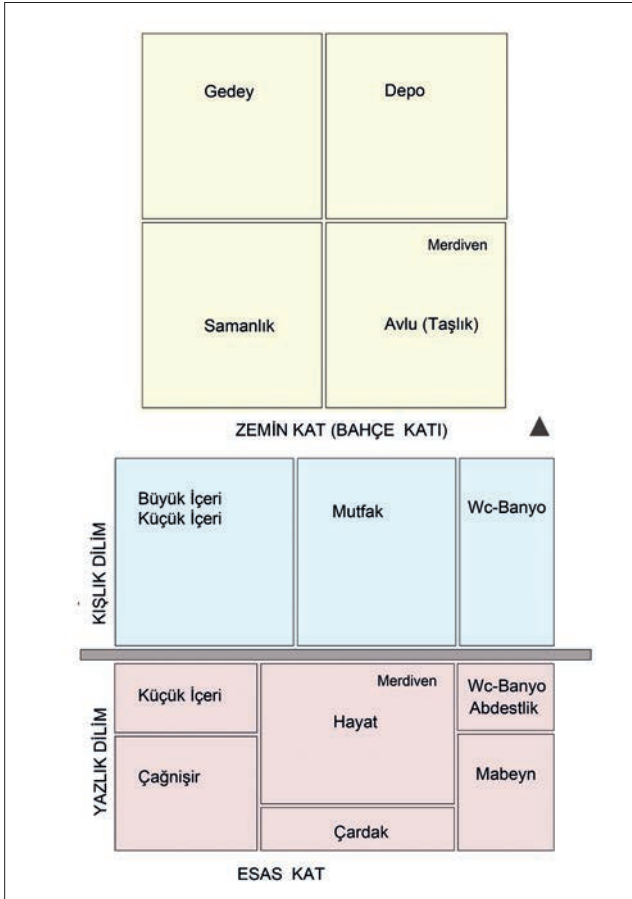 Gedey
Depo
Merdiven
Samanlık
Avlu (Taşlık)
ZEMİN KAT (BAHÇE KATI)
KIŞLIK DİLİM
Büyük İçeri
Küçük İçeri
Mutfak
Wc-Banyo
YAZLIK DİLİM
Küçük İçeri
Merdiven
Hayat
Wc-Banyo
Abdestlik
Çağnişir
Mabeyn
Çardak
ESAS KAT